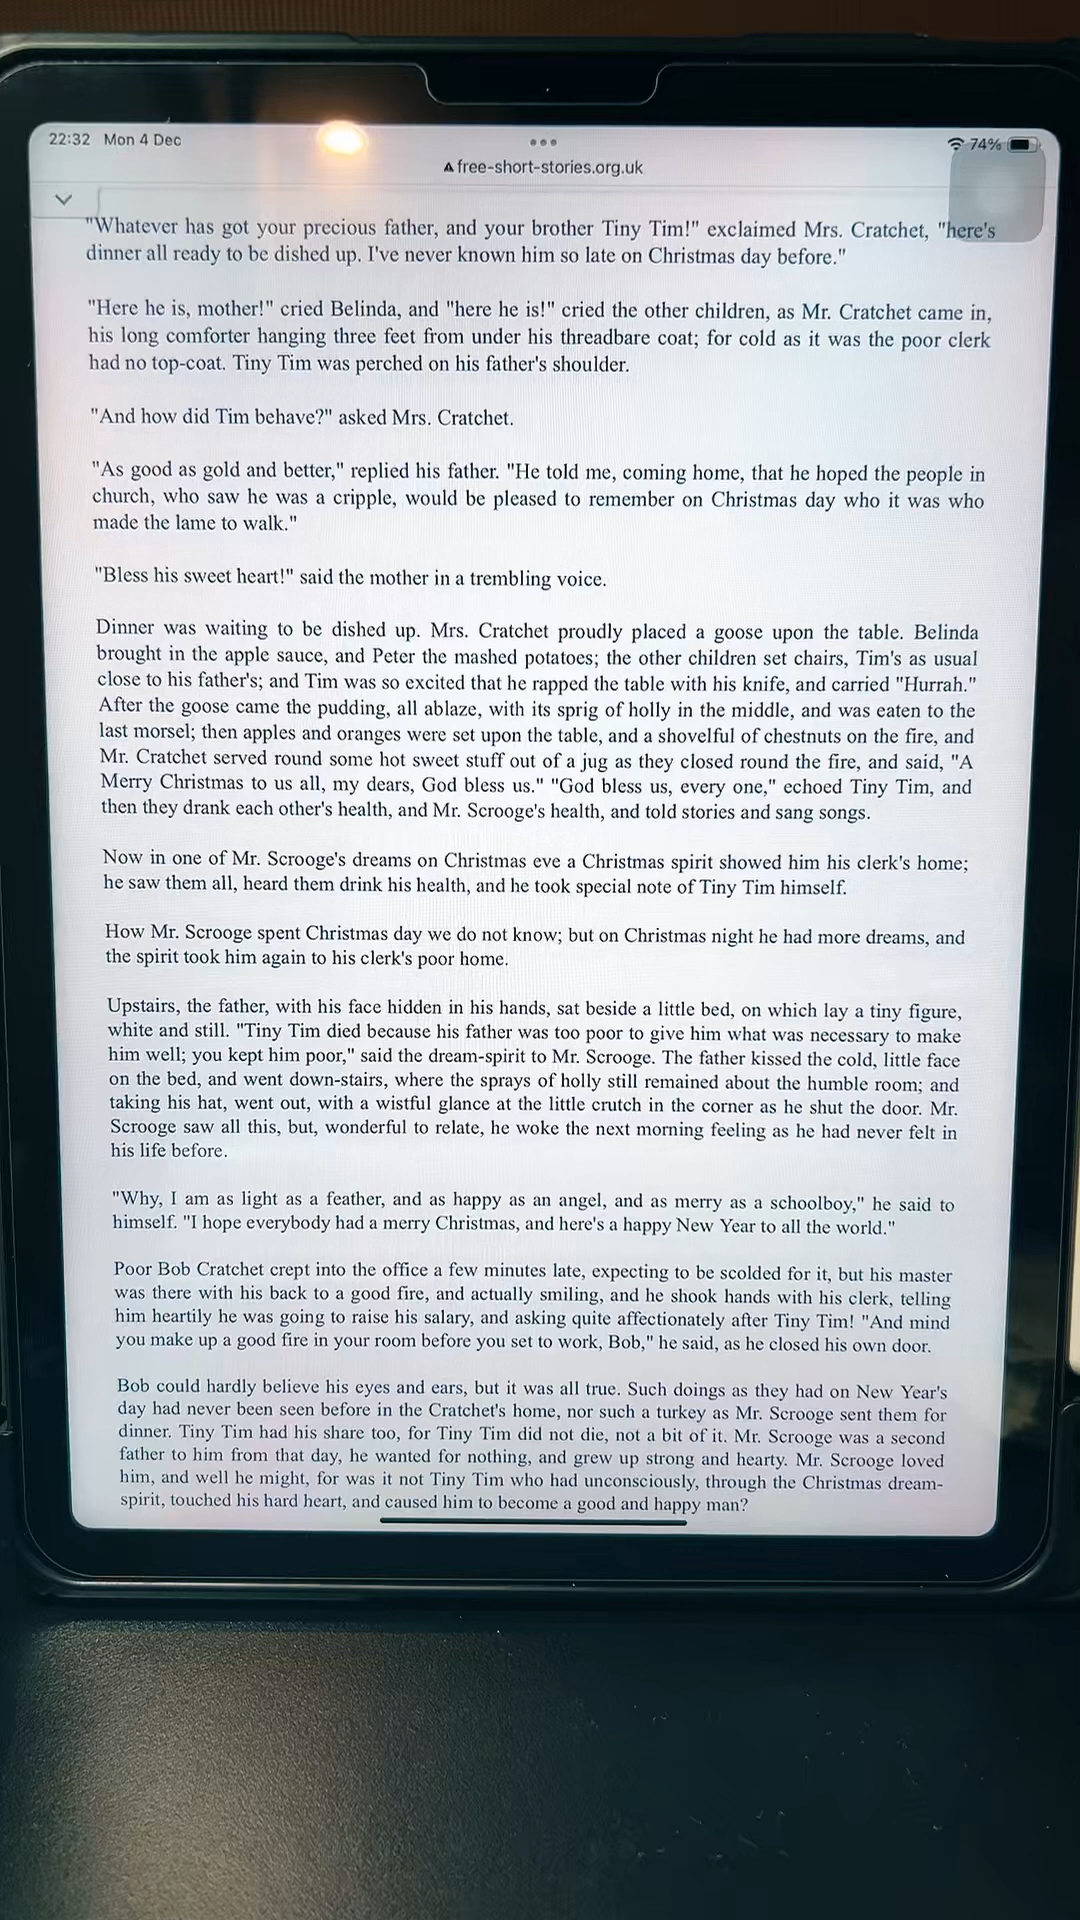 22:32 Mon 4 Dec
74%
free-short-stories.org.uk
"Whatever has got your precious father, and your brother Tiny Tim!" exclaimed Mrs. Cratchet, "here's
dinner all ready to be dished up. I've never known him so late on Christmas day before."
"Here he is, mother!" cried Belinda, and "here he is!" cried the other children, as Mr. Cratchet came in,
his long comforter hanging three feet from under his threadbare coat; for cold as it was the poor clerk
had no top-coat. Tiny Tim was perched on his father's shoulder.
"And how did Tim behave?" asked Mrs. Cratchet.
"As good as gold and better," replied his father. "He told me, coming home, that he hoped the people in
church, who saw he was a cripple, would be pleased to remember on Christmas day who it was who
made the lame to walk."
"Bless his sweet heart!" said the mother in a trembling voice.
Dinner was waiting to be dished up. Mrs. Cratchet proudly placed a goose upon the table. Belinda
brought in the apple sauce, and Peter the mashed potatoes; the other children set chairs, Tim's as usual
close to his father's; and Tim was so excited that he rapped the table with his knife, and carried "Hurrah."
After the goose came the pudding, all ablaze, with its sprig of holly in the middle, and was eaten to the
last morsel; then apples and oranges were set upon the table, and a shovelful of chestnuts on the fire, and
Mr. Cratchet served round some hot sweet stuff out of a jug as they closed round the fire, and said, "A
Merry Christmas to us all, my dears, God bless us." "God bless us, every one," echoed Tiny Tim, and
then they drank each other's health, and Mr. Scrooge's health, and told stories and sang songs.
Now in one of Mr. Scrooge's dreams on Christmas eve a Christmas spirit showed him his clerk's home;
he saw them all, heard them drink his health, and he took special note of Tiny Tim himself.
How Mr. Scrooge spent Christmas day we do not know; but on Christmas night he had more dreams, and
the spirit took him again to his clerk's poor home.
Upstairs, the father, with his face hidden in his hands, sat beside a little bed, on which lay a tiny figure,
white and still. "Tiny Tim died because his father was too poor to give him what was necessary to make
him well; you kept him poor," said the dream-spirit to Mr. Scrooge. The father kissed the cold, little face
on the bed, and went down-stairs, where the sprays of holly still remained about the humble room; and
taking his hat, went out, with a wistful glance at the little crutch in the corner as he shut the door. Mr.
Scrooge saw all this, but, wonderful to relate, he woke the next morning feeling as he had never felt in
his life before.
"Why, I am as light as a feather, and as happy as an angel, and as merry as a schoolboy," he said to
himself. "I hope everybody had a merry Christmas, and here's a happy New Year to all the world."
Poor Bob Cratchet crept into the office a few minutes late, expecting to be scolded for it, but his master
was there with his back to a good fire, and actually smiling, and he shook hands with his clerk, telling
him heartily he was going to raise his salary, and asking quite affectionately after Tiny Tim! "And mind
you make up a good fire in your room before you set to work, Bob," he said, as he closed his own door.
Bob could hardly believe his eyes and ears, but it was all true. Such doings as they had on New Year's
day had never been seen before in the Cratchet's home, nor such a turkey as Mr. Scrooge sent them for
dinner. Tiny Tim had his share too, for Tiny Tim did not die, not a bit of it. Mr. Scrooge was a second
father to him from that day, he wanted for nothing, and grew up strong and hearty. Mr. Scrooge loved
him, and well he might, for was it not Tiny Tim who had unconsciously, through the Christmas dream-
spirit, touched his hard heart, and caused him to become a good and happy man?